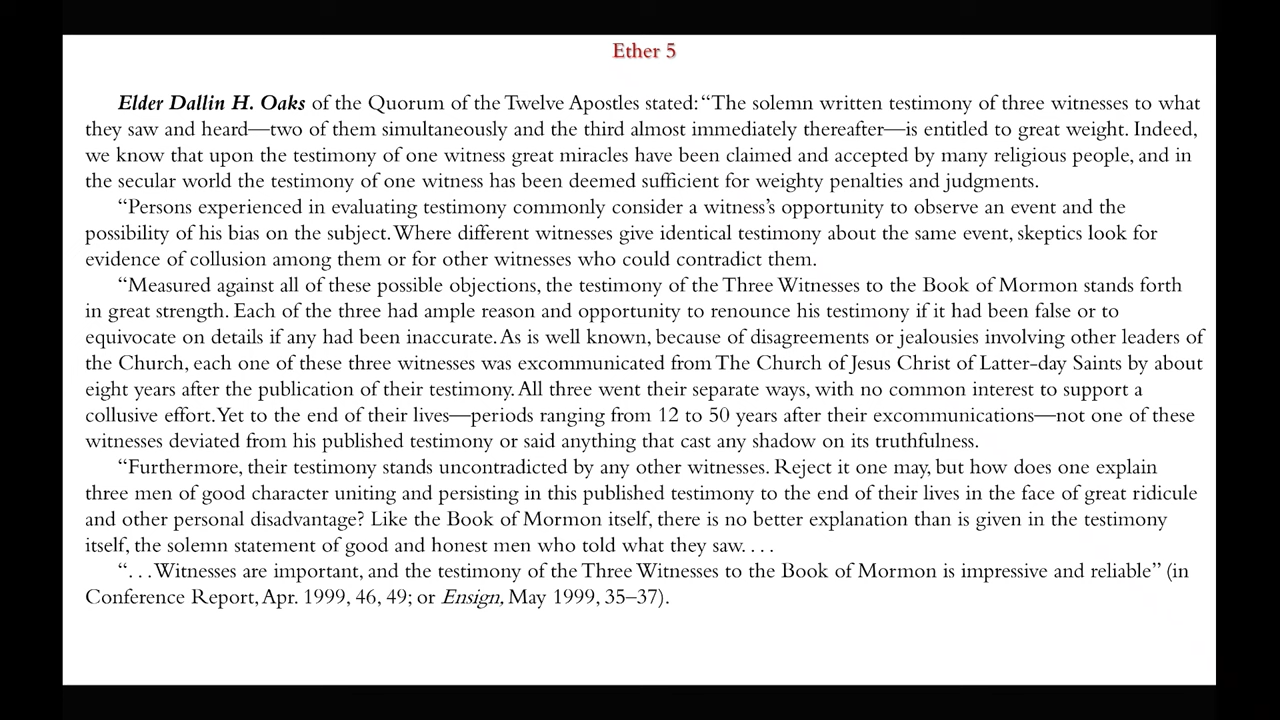 Ether 5
Elder Dallin H. Oaks of the Quorum of the Twelve Apostles stated: “The solemn written testimony of three witnesses to what
they saw and heard—two of them simultaneously and the third almost immediately thereafter—is entitled to great weight. Indeed,
we know that upon the testimony of one witness great miracles have been claimed and accepted by many religious people, and in
the secular world the testimony of one witness has been deemed sufficient for weighty penalties and judgments.
“Persons experienced in evaluating testimony commonly consider a witness’s opportunity to observe an event and the
possibility of his bias on the subject. Where different witnesses give identical testimony about the same event, skeptics look for
evidence of collusion among them or for other witnesses who could contradict them.
“Measured against all of these possible objections, the testimony of the Three Witnesses to the Book of Mormon stands forth
in great strength. Each of the three had ample reason and opportunity to renounce his testimony if it had been false or to
equivocate on details if any had been inaccurate. As is well known, because of disagreements or jealousies involving other leaders of
the Church, each one of these three witnesses was excommunicated from The Church of Jesus Christ of Latter-day Saints by about
eight years after the publication of their testimony. All three went their separate ways, with no common interest to support a
collusive effort. Yet to the end of their lives—periods ranging from 12 to 50 years after their excommunications—not one of these
witnesses deviated from his published testimony or said anything that cast any shadow on its truthfulness.
“Furthermore, their testimony stands uncontradicted by any other witnesses. Reject it one may, but how does one explain
three men of good character uniting and persisting in this published testimony to the end of their lives in the face of great ridicule
and other personal disadvantage? Like the Book of Mormon itself, there is no better explanation than is given in the testimony
itself, the solemn statement of good and honest men who told what they saw. . . .
“. . . Witnesses are important, and the testimony of the Three Witnesses to the Book of Mormon is impressive and reliable” (in
Conference Report, Apr. 1999, 46, 49; or Ensign, May 1999, 35–37).